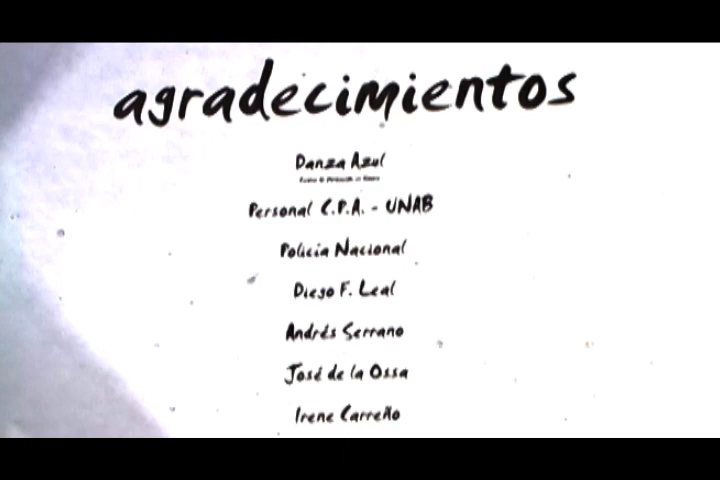 agradecimientos
Danza Azul
Personal C.P.A. - UNAB
Policía Nacional
Diego F. Leal
Andrés Serrano
José de la Ossa
Irene Carreño